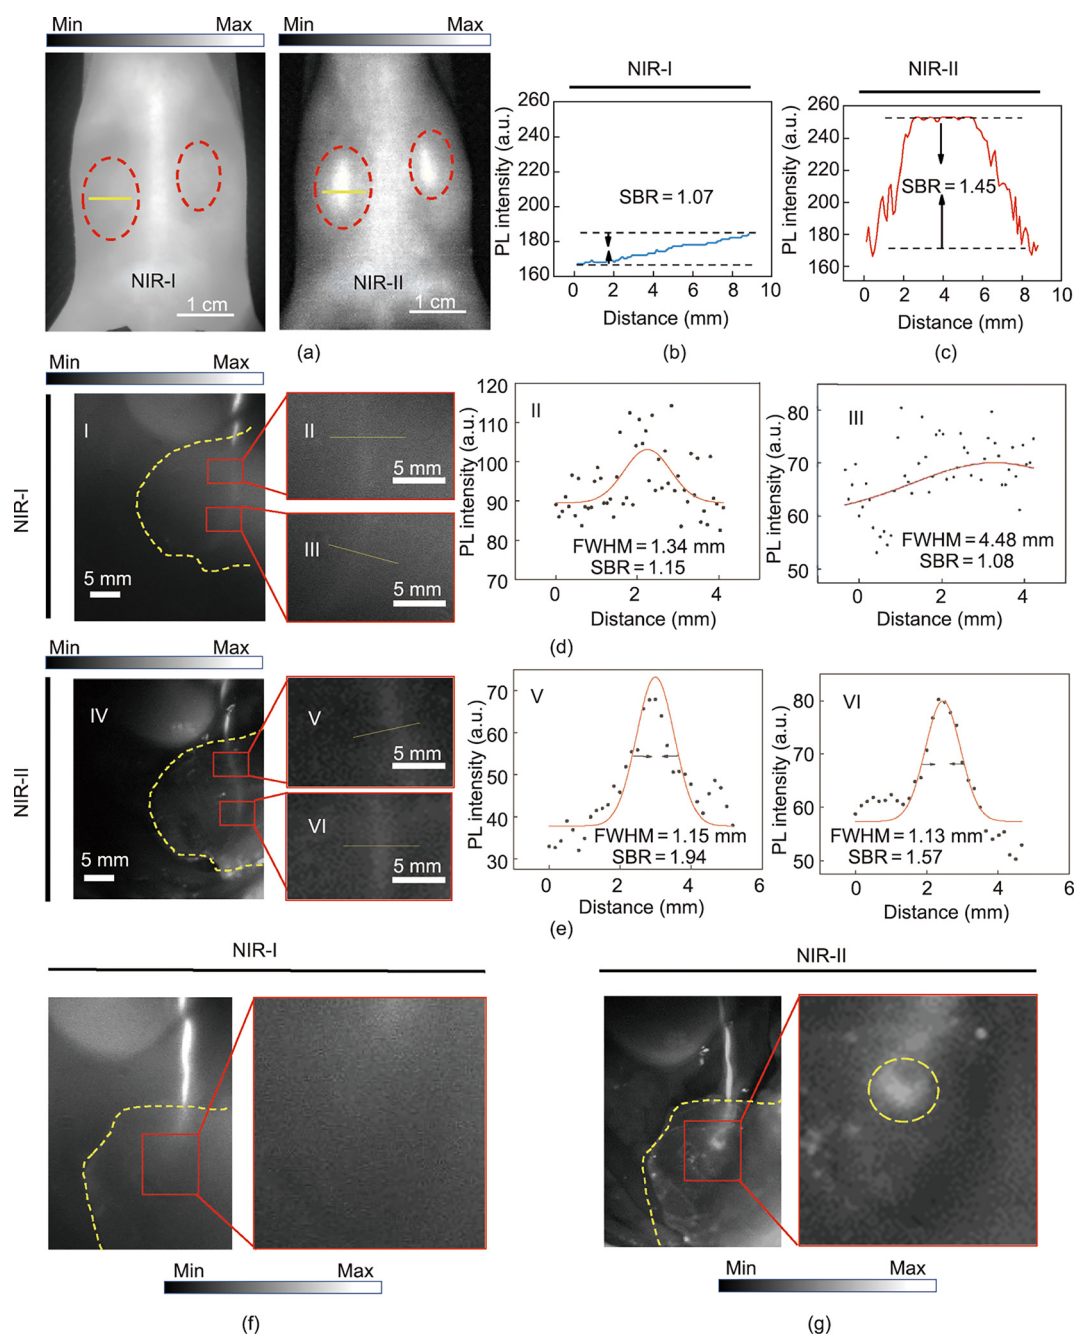 Min Max
Min Max
NIR-I
1 cm
NIR-II
1 cm
(a)
NIR-I
PL intensity (a.u.)
260
240
220
200
180
160
SBR = 1.07
0 2 4 6 8 10
Distance (mm)
(b)
NIR-II
PL intensity (a.u.)
260
240
220
200
180
160
SBR = 1.45
0 2 4 6 8 10
Distance (mm)
(c)
Min Max
NIR-I
I
5 mm
II
5 mm
III
5 mm
PL intensity (a.u.)
120
110
100
90
80
70
II
FWHM = 1.34 mm
SBR = 1.15
0 2 4
Distance (mm)
PL intensity (a.u.)
80
70
60
50
III
FWHM = 4.48 mm
SBR = 1.08
0 2 4
Distance (mm)
(d)
Min Max
NIR-II
IV
5 mm
V
5 mm
VI
5 mm
PL intensity (a.u.)
70
60
50
40
30
V
FWHM = 1.15 mm
SBR = 1.94
0 2 4 6
Distance (mm)
PL intensity (a.u.)
80
70
60
50
VI
FWHM = 1.13 mm
SBR = 1.57
0 2 4 6
Distance (mm)
(e)
NIR-I
Min Max
(f)
NIR-II
Min Max
(g)